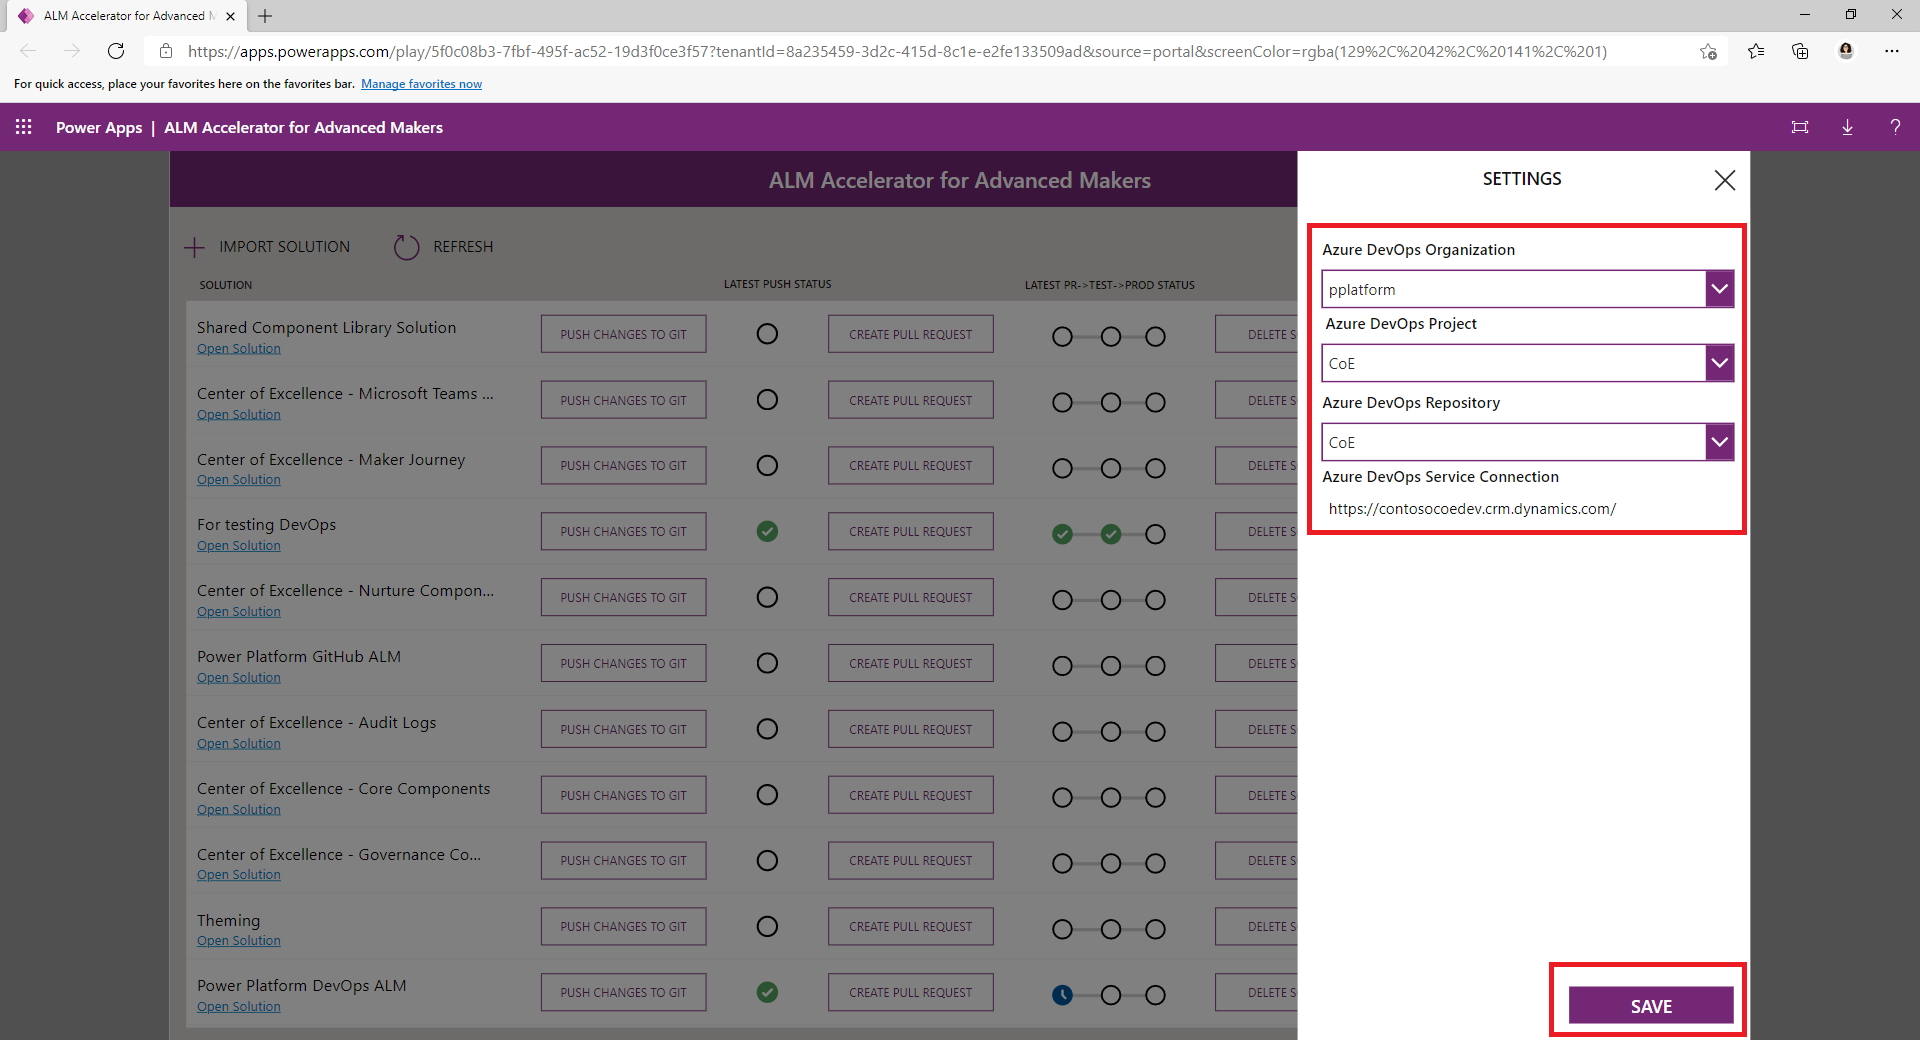 ALM Accelerator for Advanced M
https://apps.powerapps.com/play/5f0c08b3-7fbf-495f-ac52-19d3f0ce3f57?tenantId=8a235459-3d2c-415d-8c1e-e2fe133509ad&source=portal&screenColor=rgba(129%2C%2042%2C%20141%2C%201)
For quick access, place your favorites here on the favorites bar. Manage favorites now
Power Apps | ALM Accelerator for Advanced Makers
ALM Accelerator for Advanced Makers
IMPORT SOLUTION REFRESH
SOLUTION LATEST PUSH STATUS LATEST PR->TEST->PROD STATUS
Shared Component Library Solution
Open Solution
PUSH CHANGES TO GIT CREATE PULL REQUEST DELETE S
Center of Excellence - Microsoft Teams ...
Open Solution
PUSH CHANGES TO GIT CREATE PULL REQUEST DELETE S
Center of Excellence - Maker Journey
Open Solution
PUSH CHANGES TO GIT CREATE PULL REQUEST DELETE S
For testing DevOps
Open Solution
PUSH CHANGES TO GIT CREATE PULL REQUEST DELETE S
Center of Excellence - Nurture Compon...
Open Solution
PUSH CHANGES TO GIT CREATE PULL REQUEST DELETE S
Power Platform GitHub ALM
Open Solution
PUSH CHANGES TO GIT CREATE PULL REQUEST DELETE S
Center of Excellence - Audit Logs
Open Solution
PUSH CHANGES TO GIT CREATE PULL REQUEST DELETE S
Center of Excellence - Core Components
Open Solution
PUSH CHANGES TO GIT CREATE PULL REQUEST DELETE S
Center of Excellence - Governance Co...
Open Solution
PUSH CHANGES TO GIT CREATE PULL REQUEST DELETE S
Theming
Open Solution
PUSH CHANGES TO GIT CREATE PULL REQUEST DELETE S
Power Platform DevOps ALM
Open Solution
PUSH CHANGES TO GIT CREATE PULL REQUEST DELETE S
SETTINGS
Azure DevOps Organization
pplatform
Azure DevOps Project
CoE
Azure DevOps Repository
CoE
Azure DevOps Service Connection
https://contosocoedev.crm.dynamics.com/
SAVE